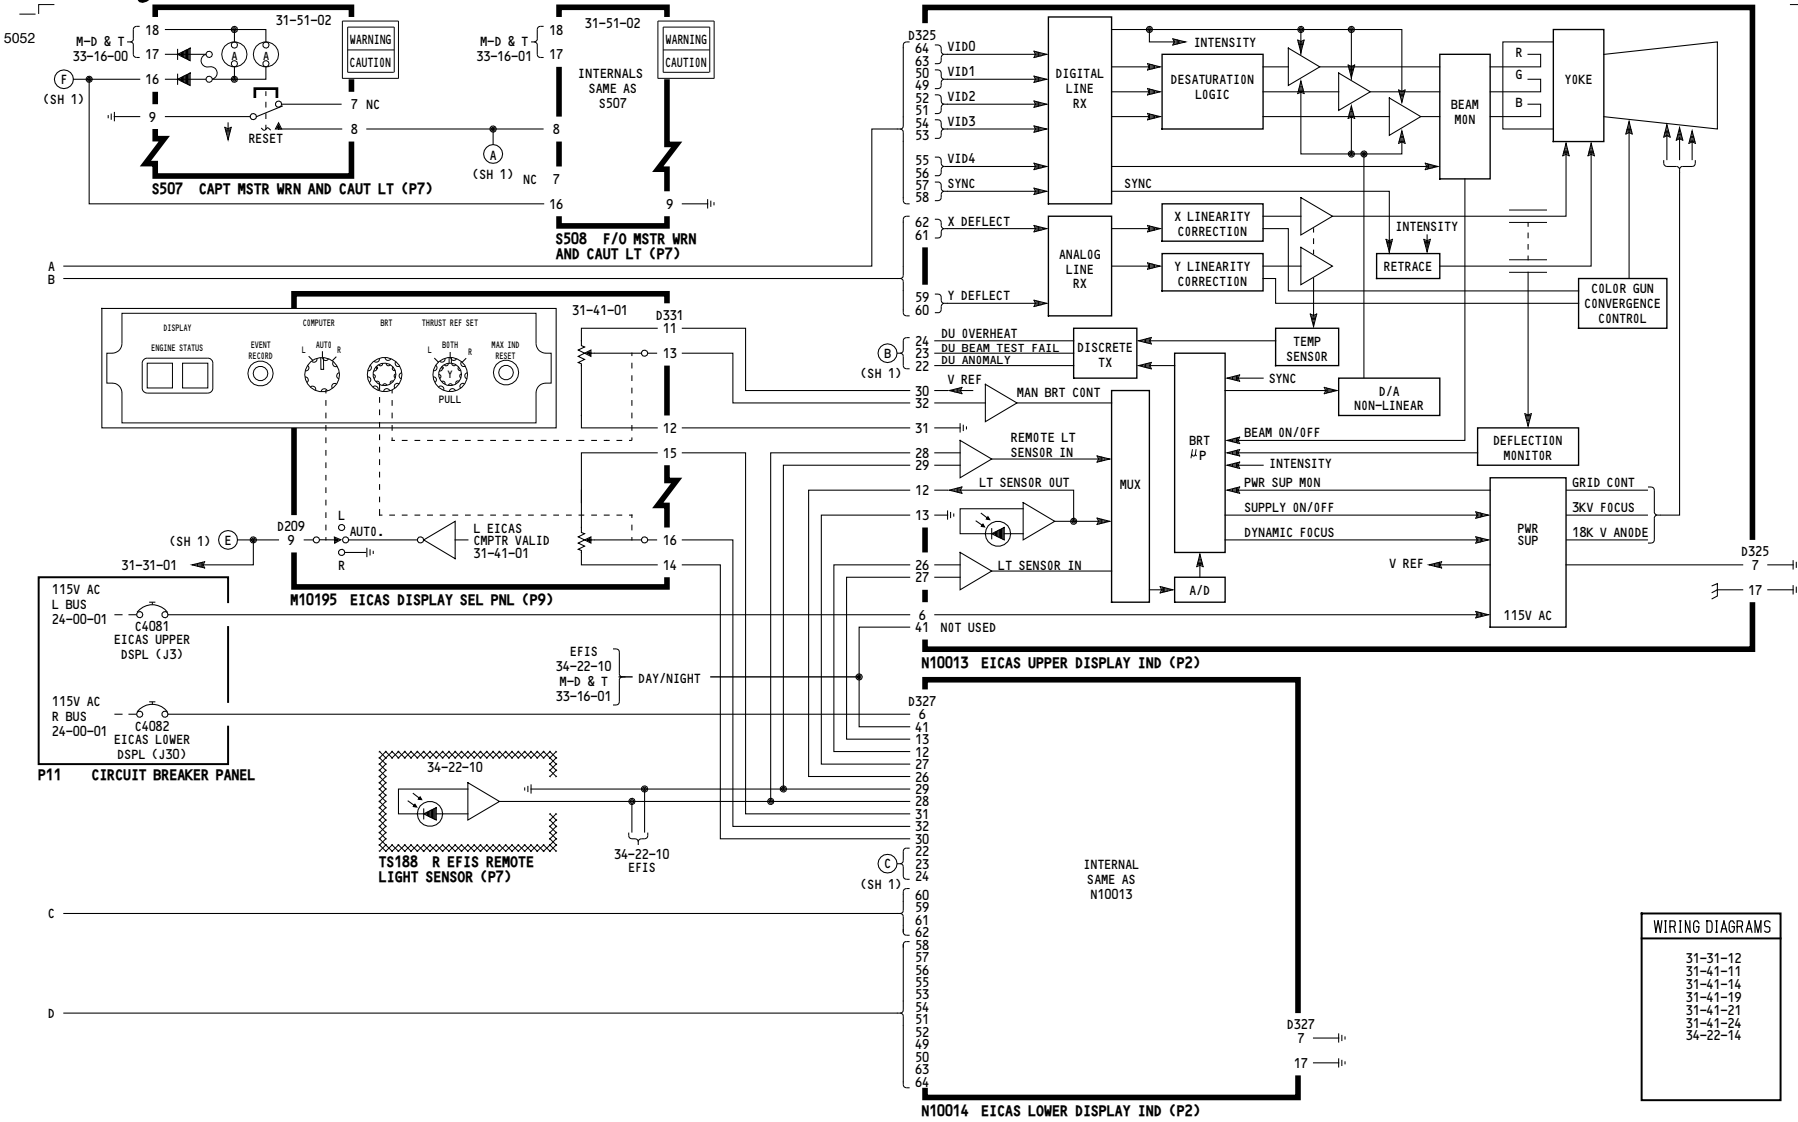 5052
31-51-02
18
M-D & T
33-16-00
17
16
WARNING
CAUTION
F
(SH 1)
A
A
7 NC
9
8
RESET
A
(SH 1)
S507 CAPT MSTR WRN AND CAUT LT (P7)
31-51-02
18
M-D & T
33-16-01
17
WARNING
CAUTION
INTERNALS
SAME AS
S507
8
NC 7
16
9
S508 F/O MSTR WRN
AND CAUT LT (P7)
A
B
D325
64
63
VID0
50
49
VID1
52
51
VID2
54
53
VID3
55
56
VID4
57
58
SYNC
62
61
X DEFLECT
59
60
Y DEFLECT
DIGITAL
LINE
RX
INTENSITY
DESATURATION
LOGIC
BEAM
MON
R
G
B
YOKE
SYNC
ANALOG
LINE
RX
X LINEARITY
CORRECTION
Y LINEARITY
CORRECTION
INTENSITY
RETRACE
COLOR GUN
CONVERGENCE
CONTROL
B
(SH 1)
24
23
22
DU OVERHEAT
DU BEAM TEST FAIL
DU ANOMALY
DISCRETE
TX
TEMP
SENSOR
SYNC
D/A
NON-LINEAR
30
32
V REF
MAN BRT CONT
31
28
29
REMOTE LT
SENSOR IN
12
LT SENSOR OUT
13
26
27
LT SENSOR IN
MUX
BRT
µP
A/D
BEAM ON/OFF
INTENSITY
PWR SUP MON
SUPPLY ON/OFF
DYNAMIC FOCUS
DEFLECTION
MONITOR
GRID CONT
3KV FOCUS
18K V ANODE
PWR
SUP
115V AC
V REF
D325
7
17
6
41 NOT USED
N10013 EICAS UPPER DISPLAY IND (P2)
DISPLAY
ENGINE STATUS
EVENT
RECORD
COMPUTER
L AUTO R
BRT
THRUST REF SET
L BOTH R
Y
PULL
MAX IND
RESET
31-41-01
D331
11
13
12
15
16
14
D209
9
(SH 1)
E
31-31-01
L
AUTO.
R
L EICAS
CMPTR VALID
31-41-01
M10195 EICAS DISPLAY SEL PNL (P9)
115V AC
L BUS
24-00-01
C4081
EICAS UPPER
DSPL (J3)
115V AC
R BUS
24-00-01
C4082
EICAS LOWER
DSPL (J30)
P11 CIRCUIT BREAKER PANEL
EFIS
34-22-10
M-D & T
33-16-01
DAY/NIGHT
34-22-10
TS188 R EFIS REMOTE
LIGHT SENSOR (P7)
34-22-10
EFIS
D327
6
41
13
12
27
26
29
28
31
32
30
C
(SH 1)
22
23
24
60
59
61
62
58
57
56
55
53
54
51
52
49
50
63
64
C
D
INTERNAL
SAME AS
N10013
D327
7
17
N10014 EICAS LOWER DISPLAY IND (P2)
WIRING DIAGRAMS
31-31-12
31-41-11
31-41-14
31-41-19
31-41-21
31-41-24
34-22-14